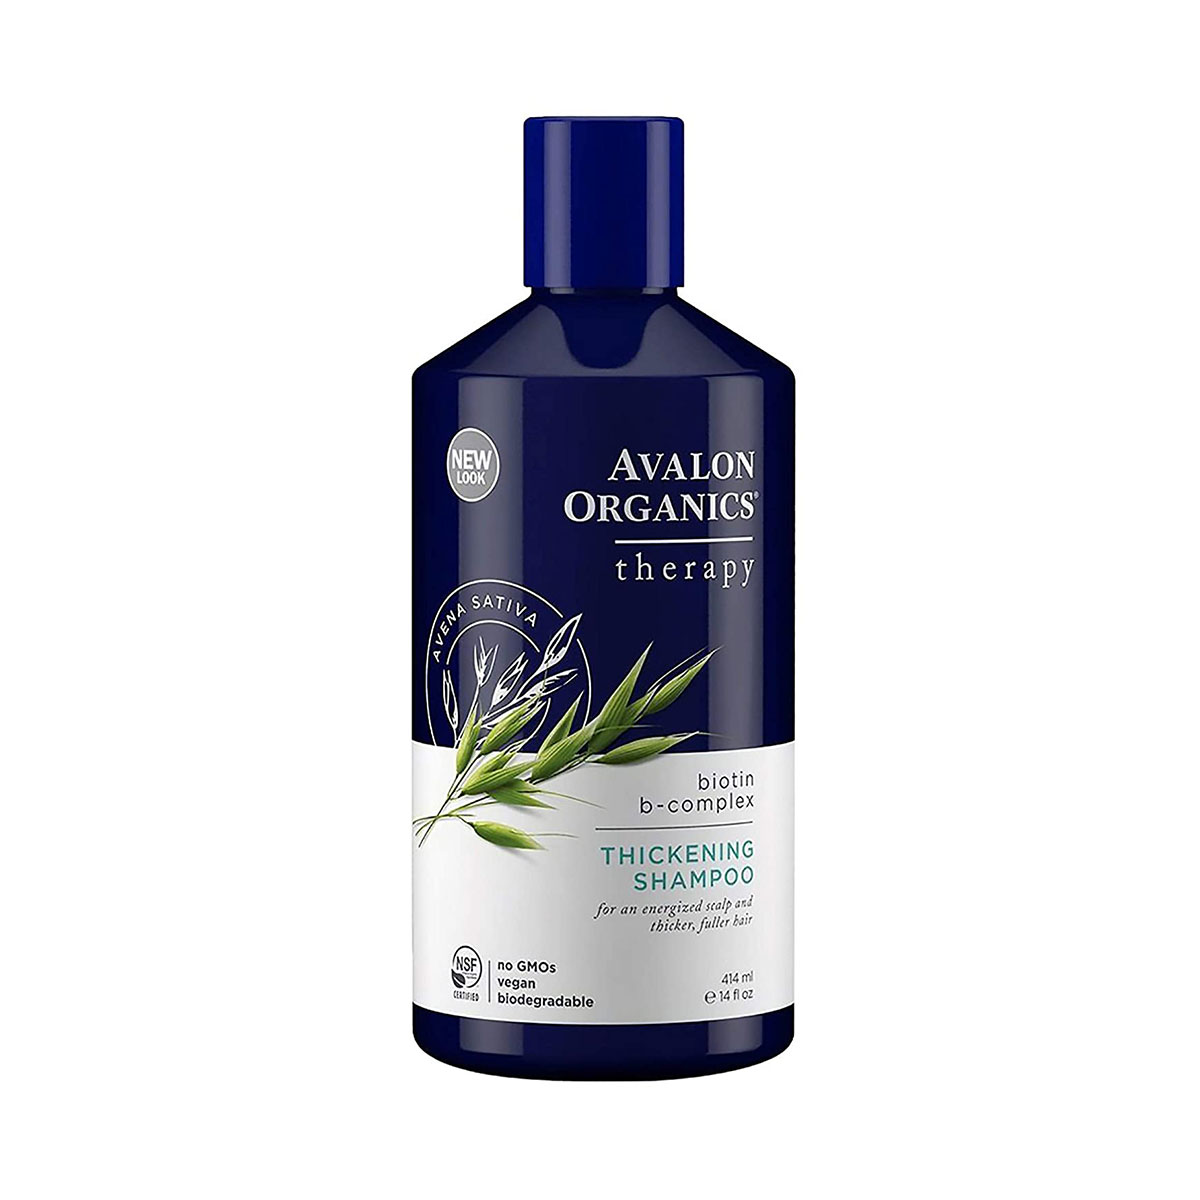 NEW
LOOK
AVALON
ORGANICS®
therapy
AVENA SATIVA
biotin
b-complex
THICKENING
SHAMPOO
for an energized scalp and
thicker, fuller hair
NSF
CERTIFIED
no GMOs
vegan
biodegradable
414 ml
℮ 14 fl oz